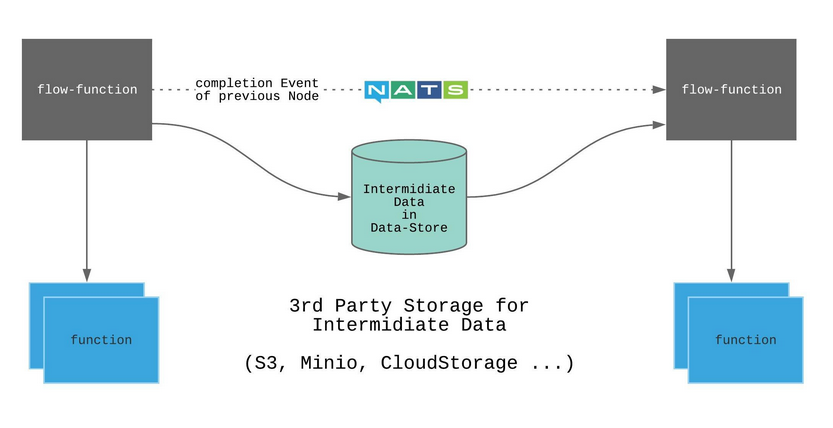 flow-function
completion Event
of previous Node
NATS
flow-function
Intermidiate
Data
in
Data-Store
function
3rd Party Storage for
Intermidiate Data
(S3, Minio, CloudStorage ...)
function